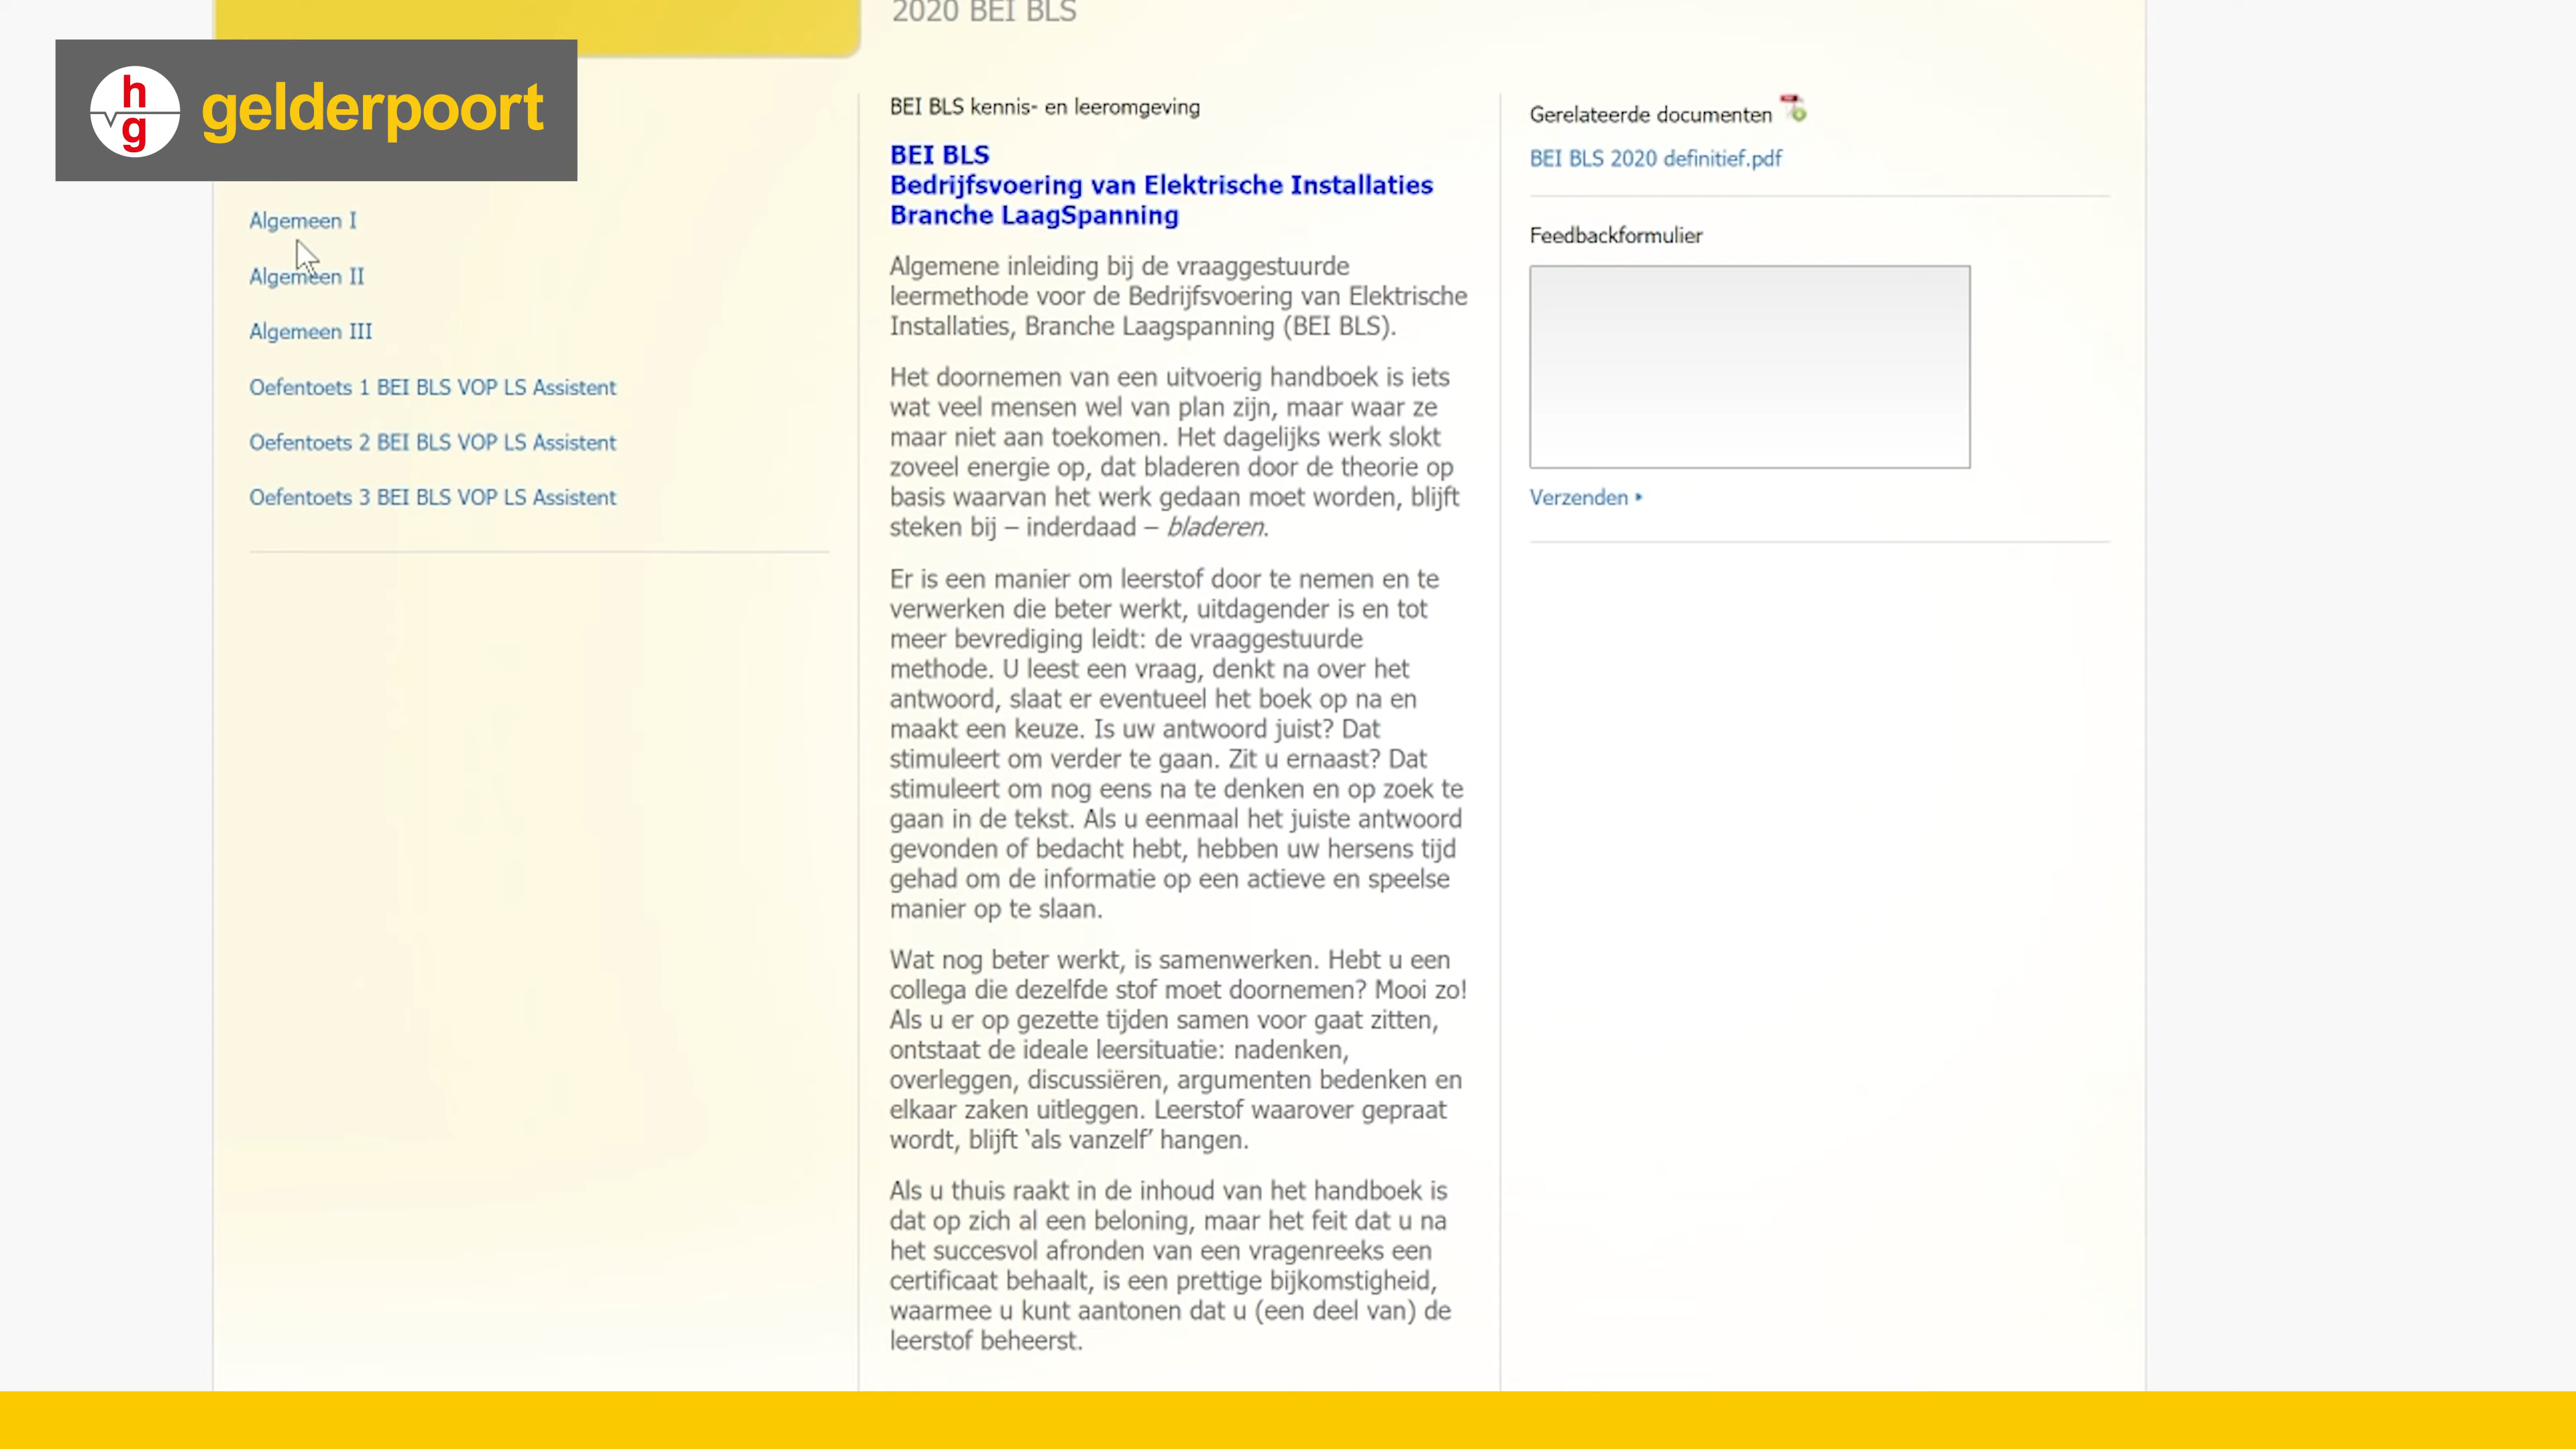 2020 BEI BLS
h
g
gelderpoort
Algemeen I
Algemeen II
Algemeen III
Oefentoets 1 BEI BLS VOP LS Assistent
Oefentoets 2 BEI BLS VOP LS Assistent
Oefentoets 3 BEI BLS VOP LS Assistent
BEI BLS kennis- en leeromgeving
BEI BLS
Bedrijfsvoering van Elektrische Installaties
Branche LaagSpanning
Algemene inleiding bij de vraaggestuurde
leermethode voor de Bedrijfsvoering van Elektrische
Installaties, Branche Laagspanning (BEI BLS).
Het doornemen van een uitvoerig handboek is iets
wat veel mensen wel van plan zijn, maar waar ze
maar niet aan toekomen. Het dagelijks werk slokt
zoveel energie op, dat bladeren door de theorie op
basis waarvan het werk gedaan moet worden, blijft
steken bij – inderdaad – bladeren.
Er is een manier om leerstof door te nemen en te
verwerken die beter werkt, uitdagender is en tot
meer bevrediging leidt: de vraaggestuurde
methode. U leest een vraag, denkt na over het
antwoord, slaat er eventueel het boek op na en
maakt een keuze. Is uw antwoord juist? Dat
stimuleert om verder te gaan. Zit u ernaast? Dat
stimuleert om nog eens na te denken en op zoek te
gaan in de tekst. Als u eenmaal het juiste antwoord
gevonden of bedacht hebt, hebben uw hersens tijd
gehad om de informatie op een actieve en speelse
manier op te slaan.
Wat nog beter werkt, is samenwerken. Hebt u een
collega die dezelfde stof moet doornemen? Mooi zo!
Als u er op gezette tijden samen voor gaat zitten,
ontstaat de ideale leersituatie: nadenken,
overleggen, discussiëren, argumenten bedenken en
elkaar zaken uitleggen. Leerstof waarover gepraat
wordt, blijft ‘als vanzelf’ hangen.
Als u thuis raakt in de inhoud van het handboek is
dat op zich al een beloning, maar het feit dat u na
het succesvol afronden van een vragenreeks een
certificaat behaalt, is een prettige bijkomstigheid,
waarmee u kunt aantonen dat u (een deel van) de
leerstof beheerst.
Gerelateerde documenten
BEI BLS 2020 definitief.pdf
Feedbackformulier
Verzenden